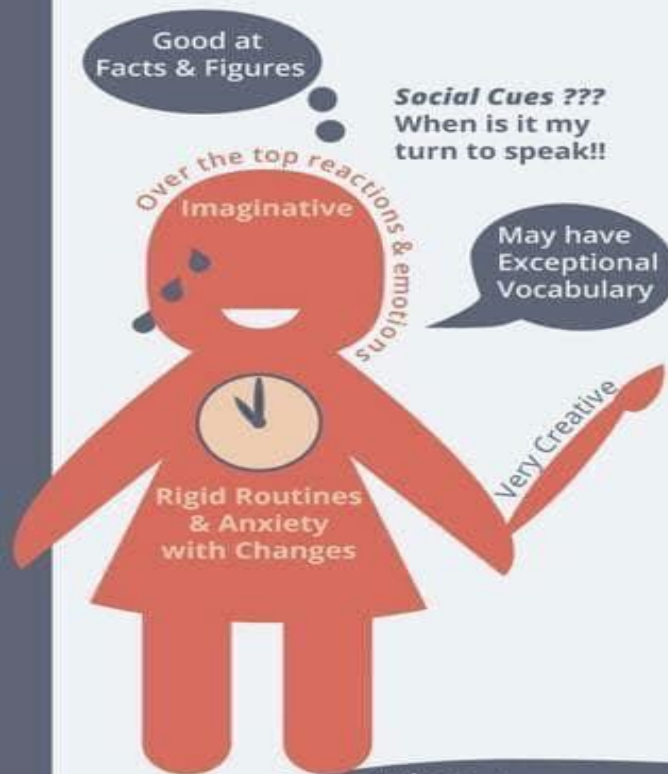 Good at
Facts & Figures
Social Cues ???
When is it my
turn to speak!!
Over the top reactions & emotions
Imaginative
May have
Exceptional
Vocabulary
Very Creative
Rigid Routines
& Anxiety
with Changes